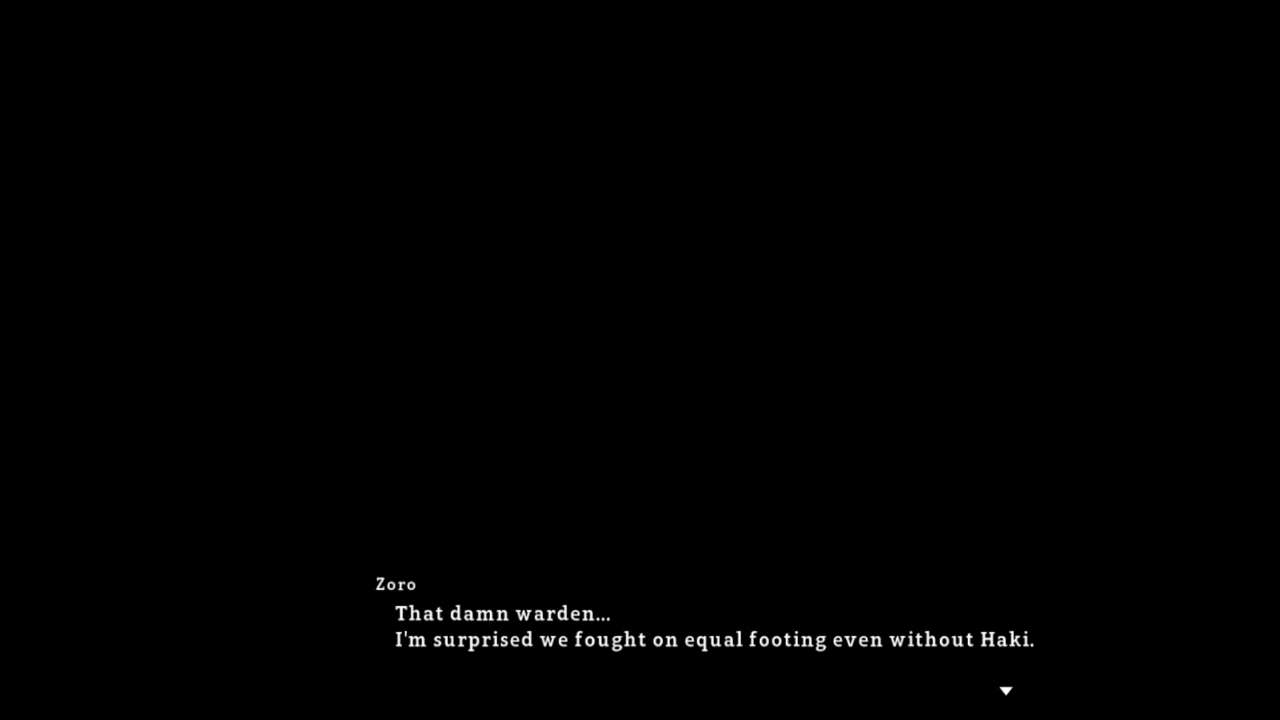 Zoro
That damn warden...
I'm surprised we fought on equal footing even without Haki.